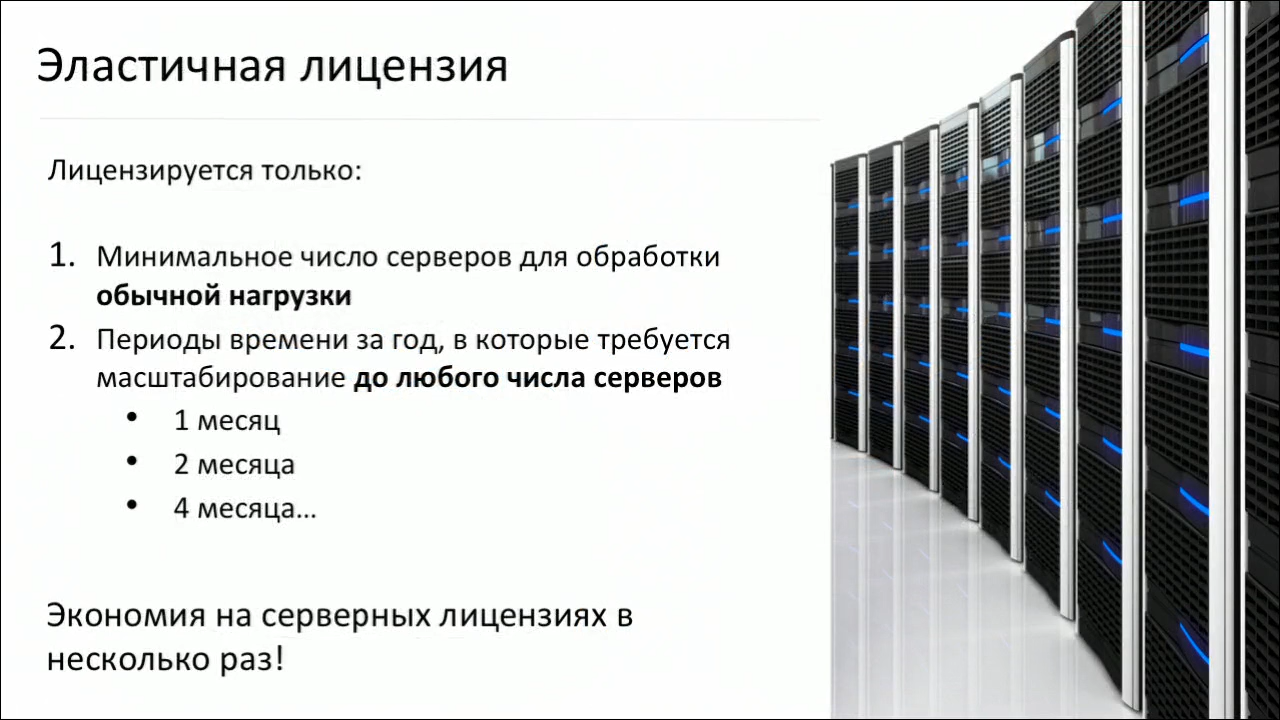 Эластичная лицензия
Лицензируется только:
1. Минимальное число серверов для обработки
обычной нагрузки
2. Периоды времени за год, в которые требуется
масштабирование до любого числа серверов
• 1 месяц
• 2 месяца
• 4 месяца...
Экономия на серверных лицензиях в
несколько раз!